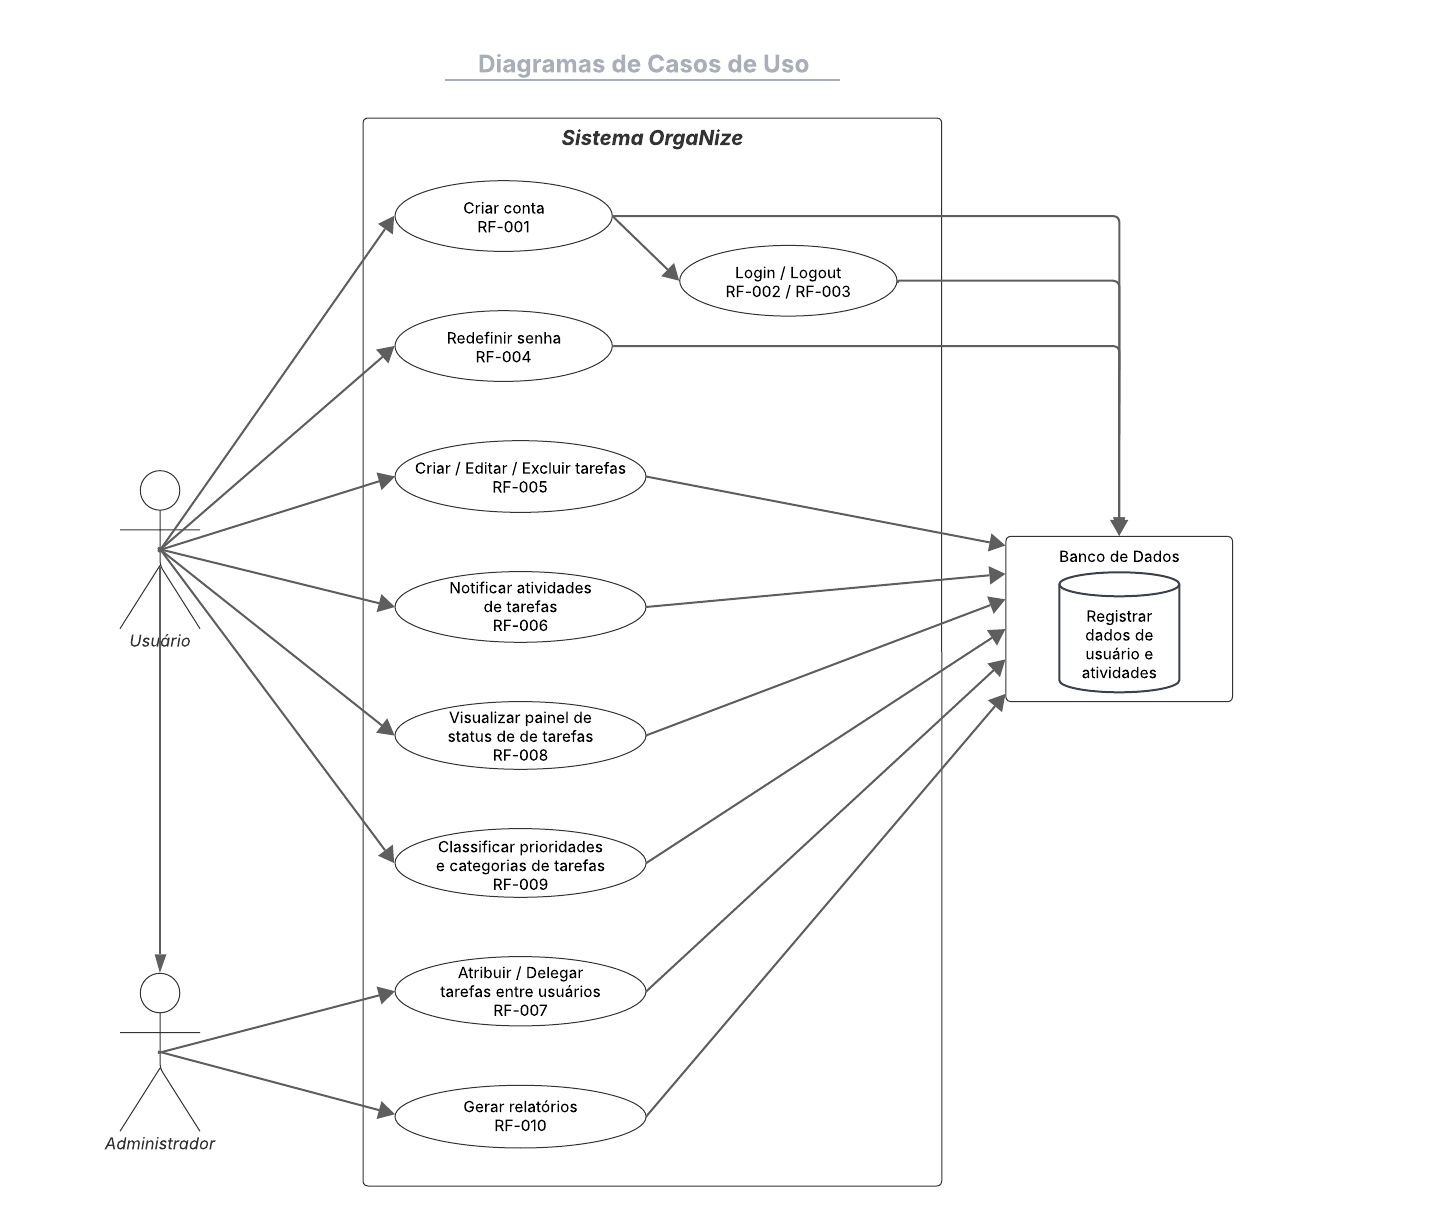 Diagramas de Casos de Uso
Sistema OrgaNize
Criar conta
RF-001
Login / Logout
RF-002 / RF-003
Redefinir senha
RF-004
Criar / Editar / Excluir tarefas
RF-005
Notificar atividades
de tarefas
RF-006
Visualizar painel de
status de de tarefas
RF-008
Classificar prioridades
e categorias de tarefas
RF-009
Atribuir / Delegar
tarefas entre usuários
RF-007
Gerar relatórios
RF-010
Usuário
Administrador
Banco de Dados
Registrar
dados de
usuário e
atividades